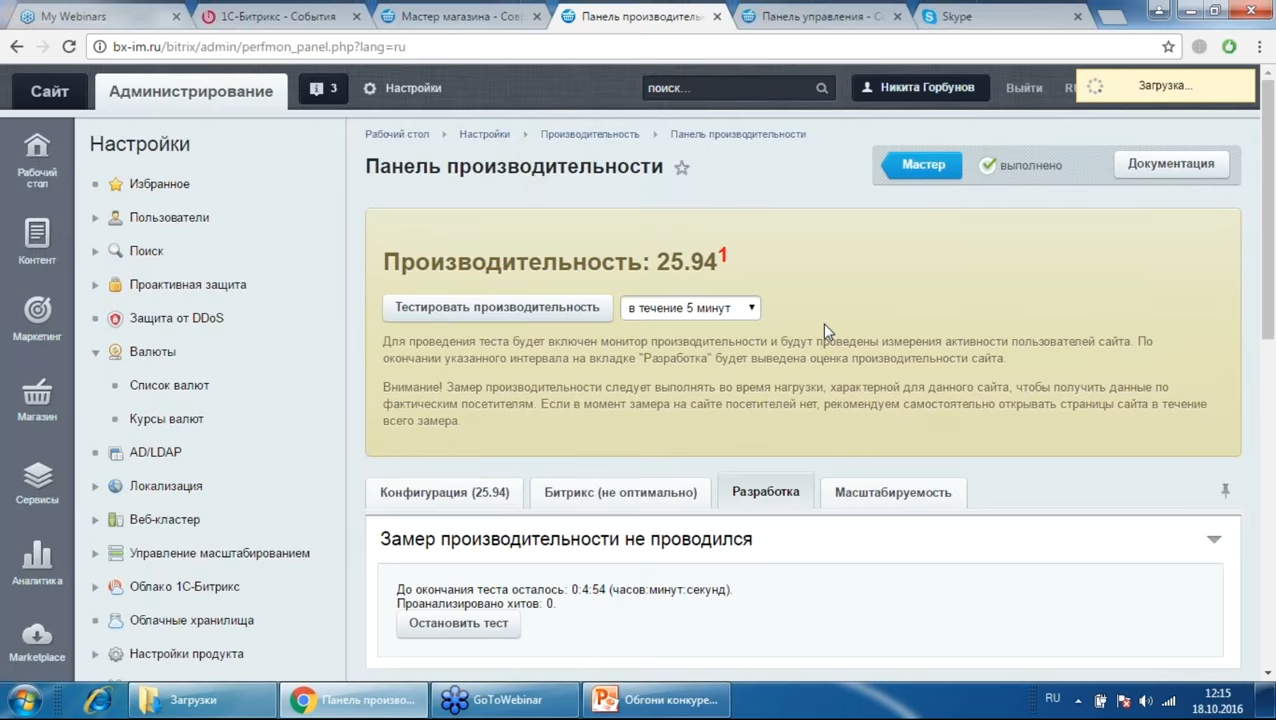 My Webinars
1С-Битрикс - События
Мастер магазина - Сов
Панель производитель
Панель управления - Со
Skype
bx-im.ru/bitrix/admin/perfmon_panel.php?lang=ru
Сайт
Администрирование
3
Настройки
поиск...
Никита Горбунов
Выйти
RU
Загрузка...
Рабочий стол
Контент
Маркетинг
Магазин
Сервисы
Аналитика
Marketplace
Настройки
Избранное
Пользователи
Поиск
Проактивная защита
Защита от DDoS
Валюты
Список валют
Курсы валют
AD/LDAP
Локализация
Веб-кластер
Управление масштабированием
Облако 1С-Битрикс
Облачные хранилища
Настройки продукта
Рабочий стол
Настройки
Производительность
Панель производительности
Панель производительности
Мастер
выполнено
Документация
Производительность: 25.94 1
Тестировать производительность
в течение 5 минут
Для проведения теста будет включен монитор производительности и будут проведены измерения активности пользователей сайта. По
окончании указанного интервала на вкладке "Разработка" будет выведена оценка производительности сайта.
Внимание! Замер производительности следует выполнять во время нагрузки, характерной для данного сайта, чтобы получить данные по
фактическим посетителям. Если в момент замера на сайте посетителей нет, рекомендуем самостоятельно открывать страницы сайта в течение
всего замера.
Конфигурация (25.94)
Битрикс (не оптимально)
Разработка
Масштабируемость
Замер производительности не проводился
До окончания теста осталось: 0:4:54 (часов:минут:секунд).
Проанализировано хитов: 0.
Остановить тест
Загрузки
Панель произво...
GoToWebinar
Обгони конкуре...
RU
12:15
18.10.2016